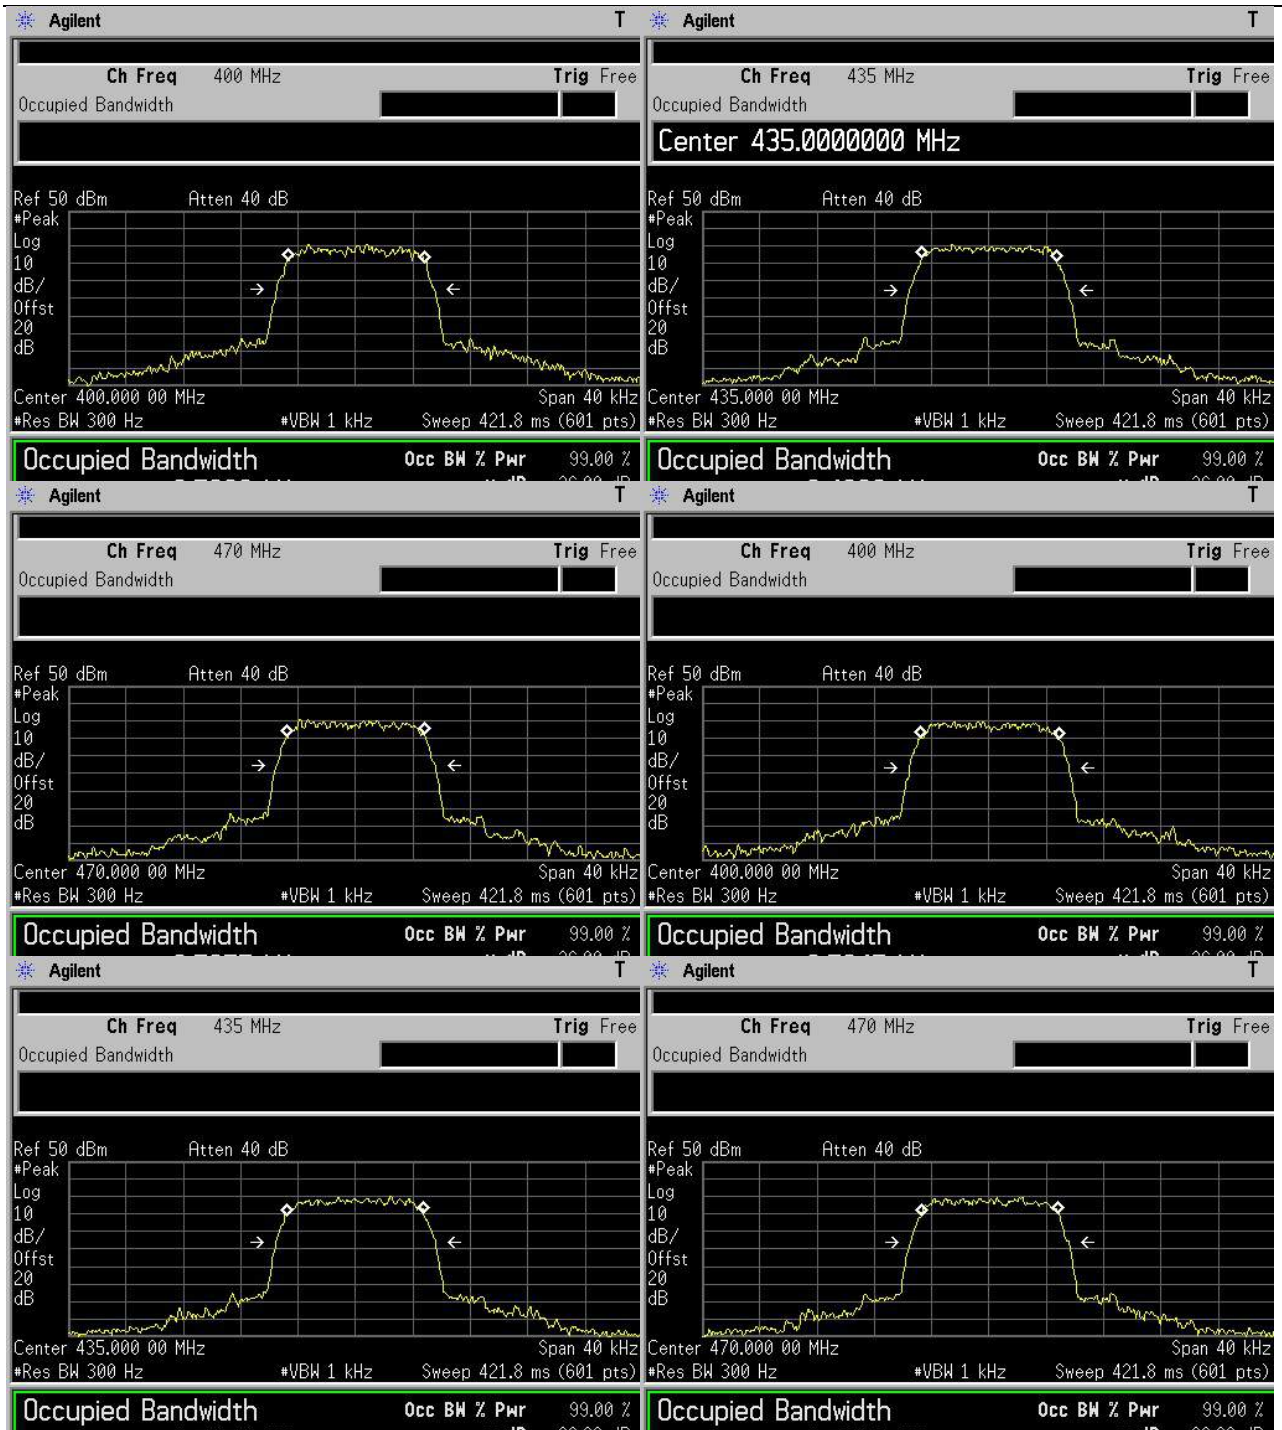 Agilent T
Ch Freq 400 MHz Trig Free
Occupied Bandwidth
Ref 50 dBm Atten 40 dB
#Peak
Log
10
dB/
Offst
20
dB
Center 400.000 00 MHz Span 40 kHz
#Res BW 300 Hz #VBW 1 kHz Sweep 421.8 ms (601 pts)
Occupied Bandwidth Occ BW % Pwr 99.00 %
Agilent T
Ch Freq 435 MHz Trig Free
Occupied Bandwidth
Center 435.0000000 MHz
Ref 50 dBm Atten 40 dB
#Peak
Log
10
dB/
Offst
20
dB
Center 435.000 00 MHz Span 40 kHz
#Res BW 300 Hz #VBW 1 kHz Sweep 421.8 ms (601 pts)
Occupied Bandwidth Occ BW % Pwr 99.00 %
Agilent T
Ch Freq 470 MHz Trig Free
Occupied Bandwidth
Ref 50 dBm Atten 40 dB
#Peak
Log
10
dB/
Offst
20
dB
Center 470.000 00 MHz Span 40 kHz
#Res BW 300 Hz #VBW 1 kHz Sweep 421.8 ms (601 pts)
Occupied Bandwidth Occ BW % Pwr 99.00 %
Agilent T
Ch Freq 400 MHz Trig Free
Occupied Bandwidth
Ref 50 dBm Atten 40 dB
#Peak
Log
10
dB/
Offst
20
dB
Center 400.000 00 MHz Span 40 kHz
#Res BW 300 Hz #VBW 1 kHz Sweep 421.8 ms (601 pts)
Occupied Bandwidth Occ BW % Pwr 99.00 %
Agilent T
Ch Freq 435 MHz Trig Free
Occupied Bandwidth
Ref 50 dBm Atten 40 dB
#Peak
Log
10
dB/
Offst
20
dB
Center 435.000 00 MHz Span 40 kHz
#Res BW 300 Hz #VBW 1 kHz Sweep 421.8 ms (601 pts)
Occupied Bandwidth Occ BW % Pwr 99.00 %
Agilent T
Ch Freq 470 MHz Trig Free
Occupied Bandwidth
Ref 50 dBm Atten 40 dB
#Peak
Log
10
dB/
Offst
20
dB
Center 470.000 00 MHz Span 40 kHz
#Res BW 300 Hz #VBW 1 kHz Sweep 421.8 ms (601 pts)
Occupied Bandwidth Occ BW % Pwr 99.00 %